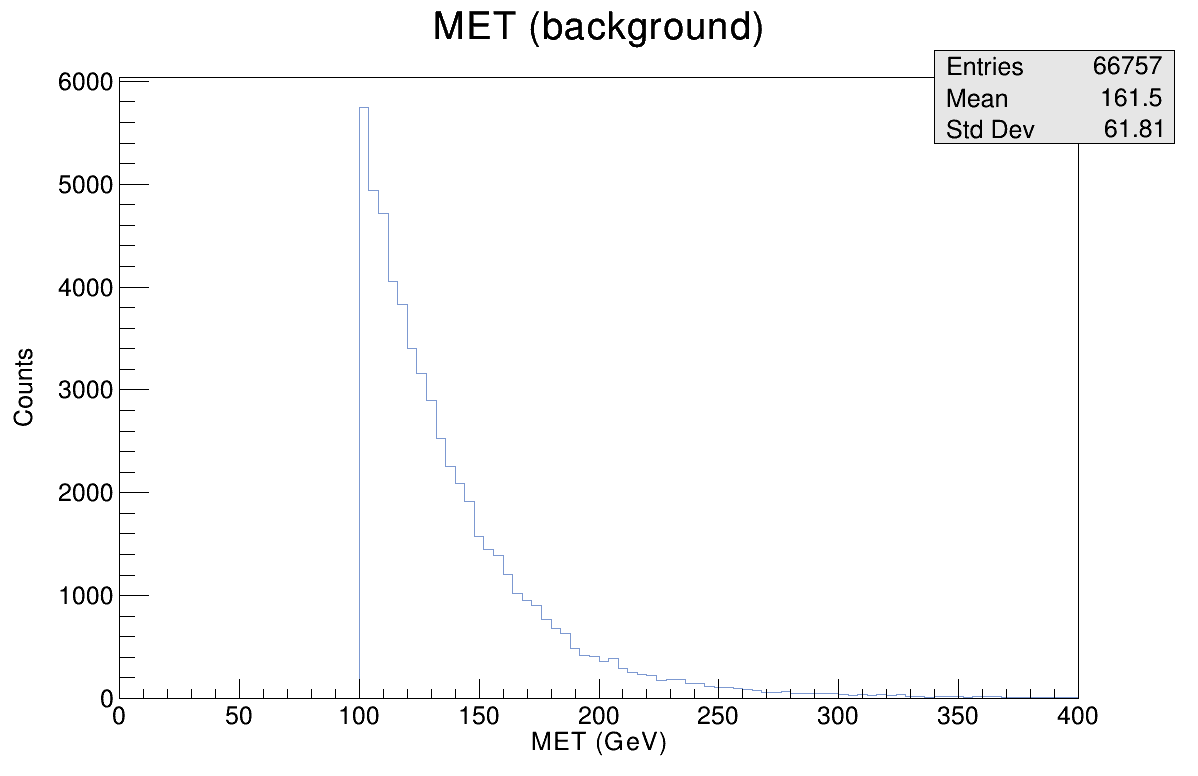 MET (background)
Entries 66757
Mean 161.5
Std Dev 61.81
6000
5000
4000
3000
2000
1000
0
Counts
0 50 100 150 200 250 300 350 400
MET (GeV)